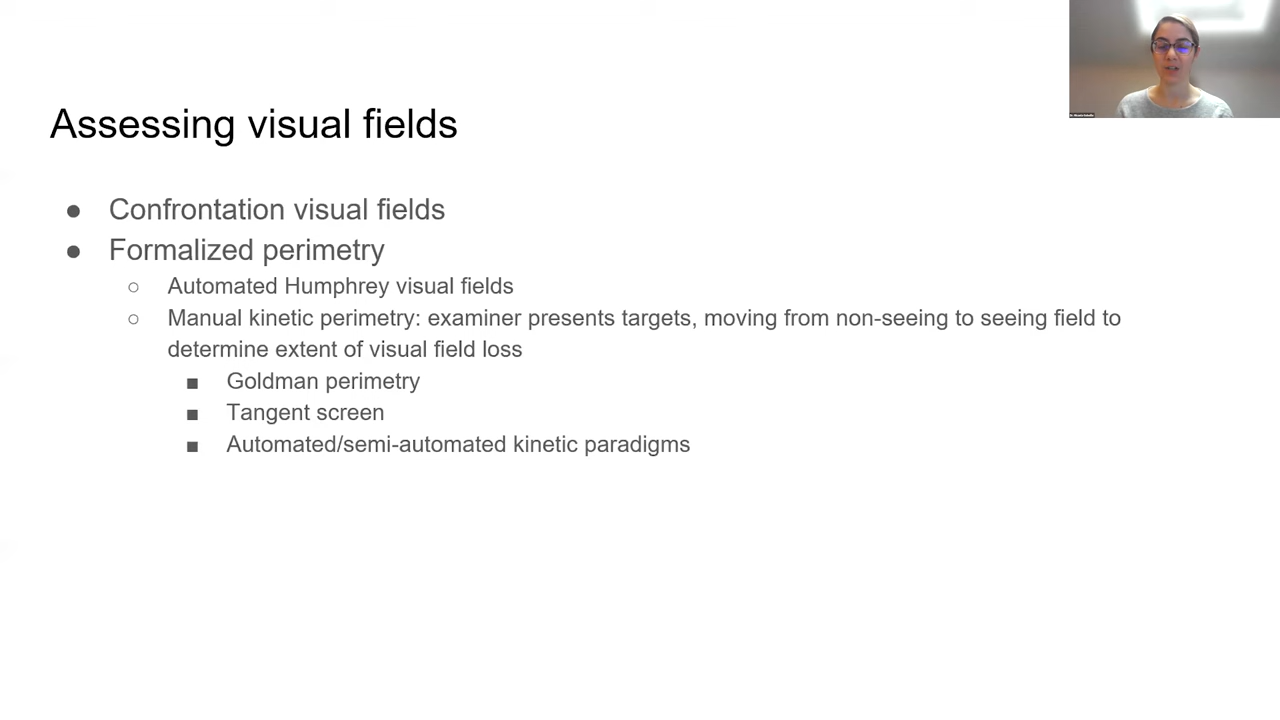 Assessing visual fields
● Confrontation visual fields
● Formalized perimetry
○ Automated Humphrey visual fields
○ Manual kinetic perimetry: examiner presents targets, moving from non-seeing to seeing field to
determine extent of visual field loss
■ Goldman perimetry
■ Tangent screen
■ Automated/semi-automated kinetic paradigms